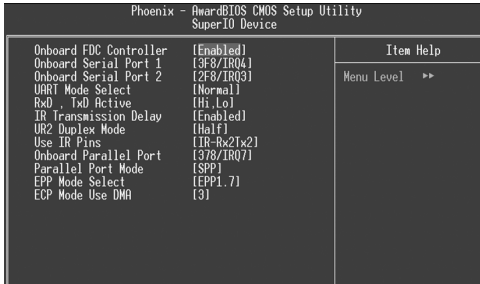 Phoenix - AwardBIOS CMOS Setup Utility
SuperIO Device
Onboard FDC Controller [Enabled]
Onboard Serial Port 1 [3F8/IRQ4]
Onboard Serial Port 2 [2F8/IRQ3]
UART Mode Select [Normal]
RxD , TxD Active [Hi,Lo]
IR Transmission Delay [Enabled]
UR2 Duplex Mode [Half]
Use IR Pins [IR-Rx2Tx2]
Onboard Parallel Port [378/IRQ7]
Parallel Port Mode [SPP]
EPP Mode Select [EPP1.7]
ECP Mode Use DMA [3]
Item Help
Menu Level ▸▸